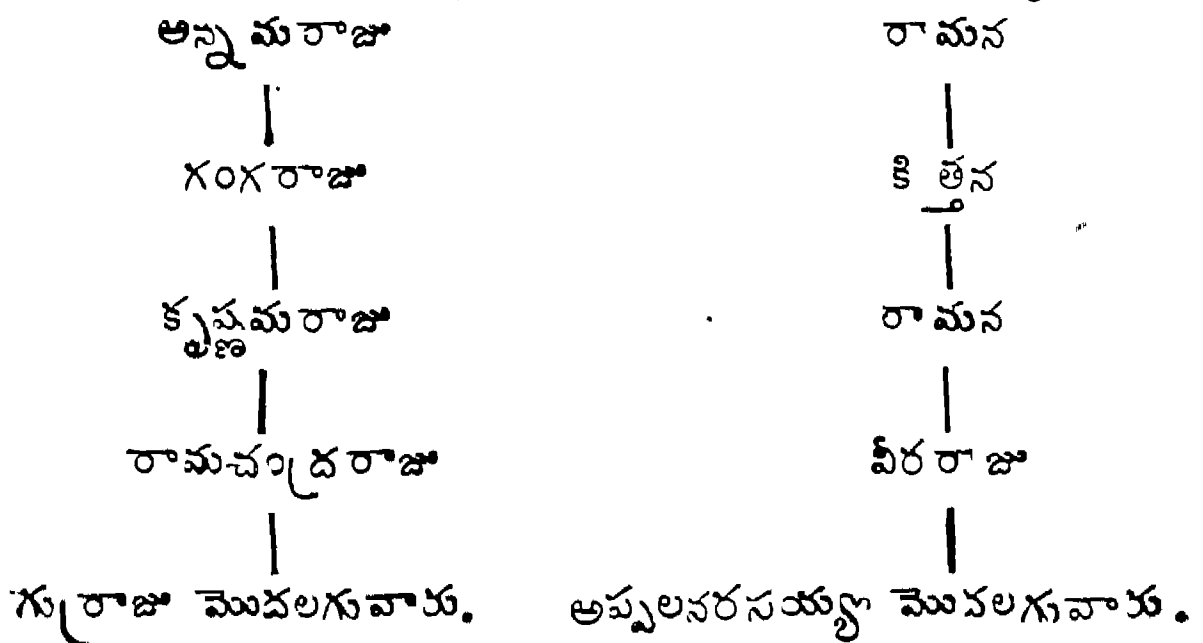 అన్నమరాజు రామన
గంగరాజు కిత్తన
కృష్ణమరాజు రామన
రామచంద్రరాజు వీరరాజు
గుర్రాజు మొదలగువారు. అప్పలనరసయ్య మొదలగువారు.